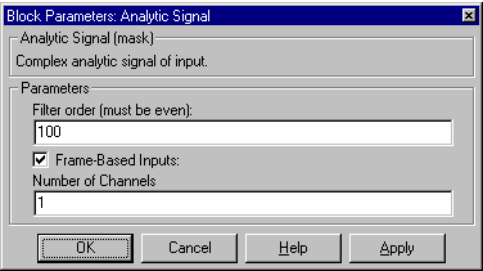 Block Parameters: Analytic Signal
Analytic Signal (mask)
Complex analytic signal of input.
Parameters
Filter order (must be even):
100
Frame-Based Inputs:
Number of Channels
1
OK Cancel Help Apply